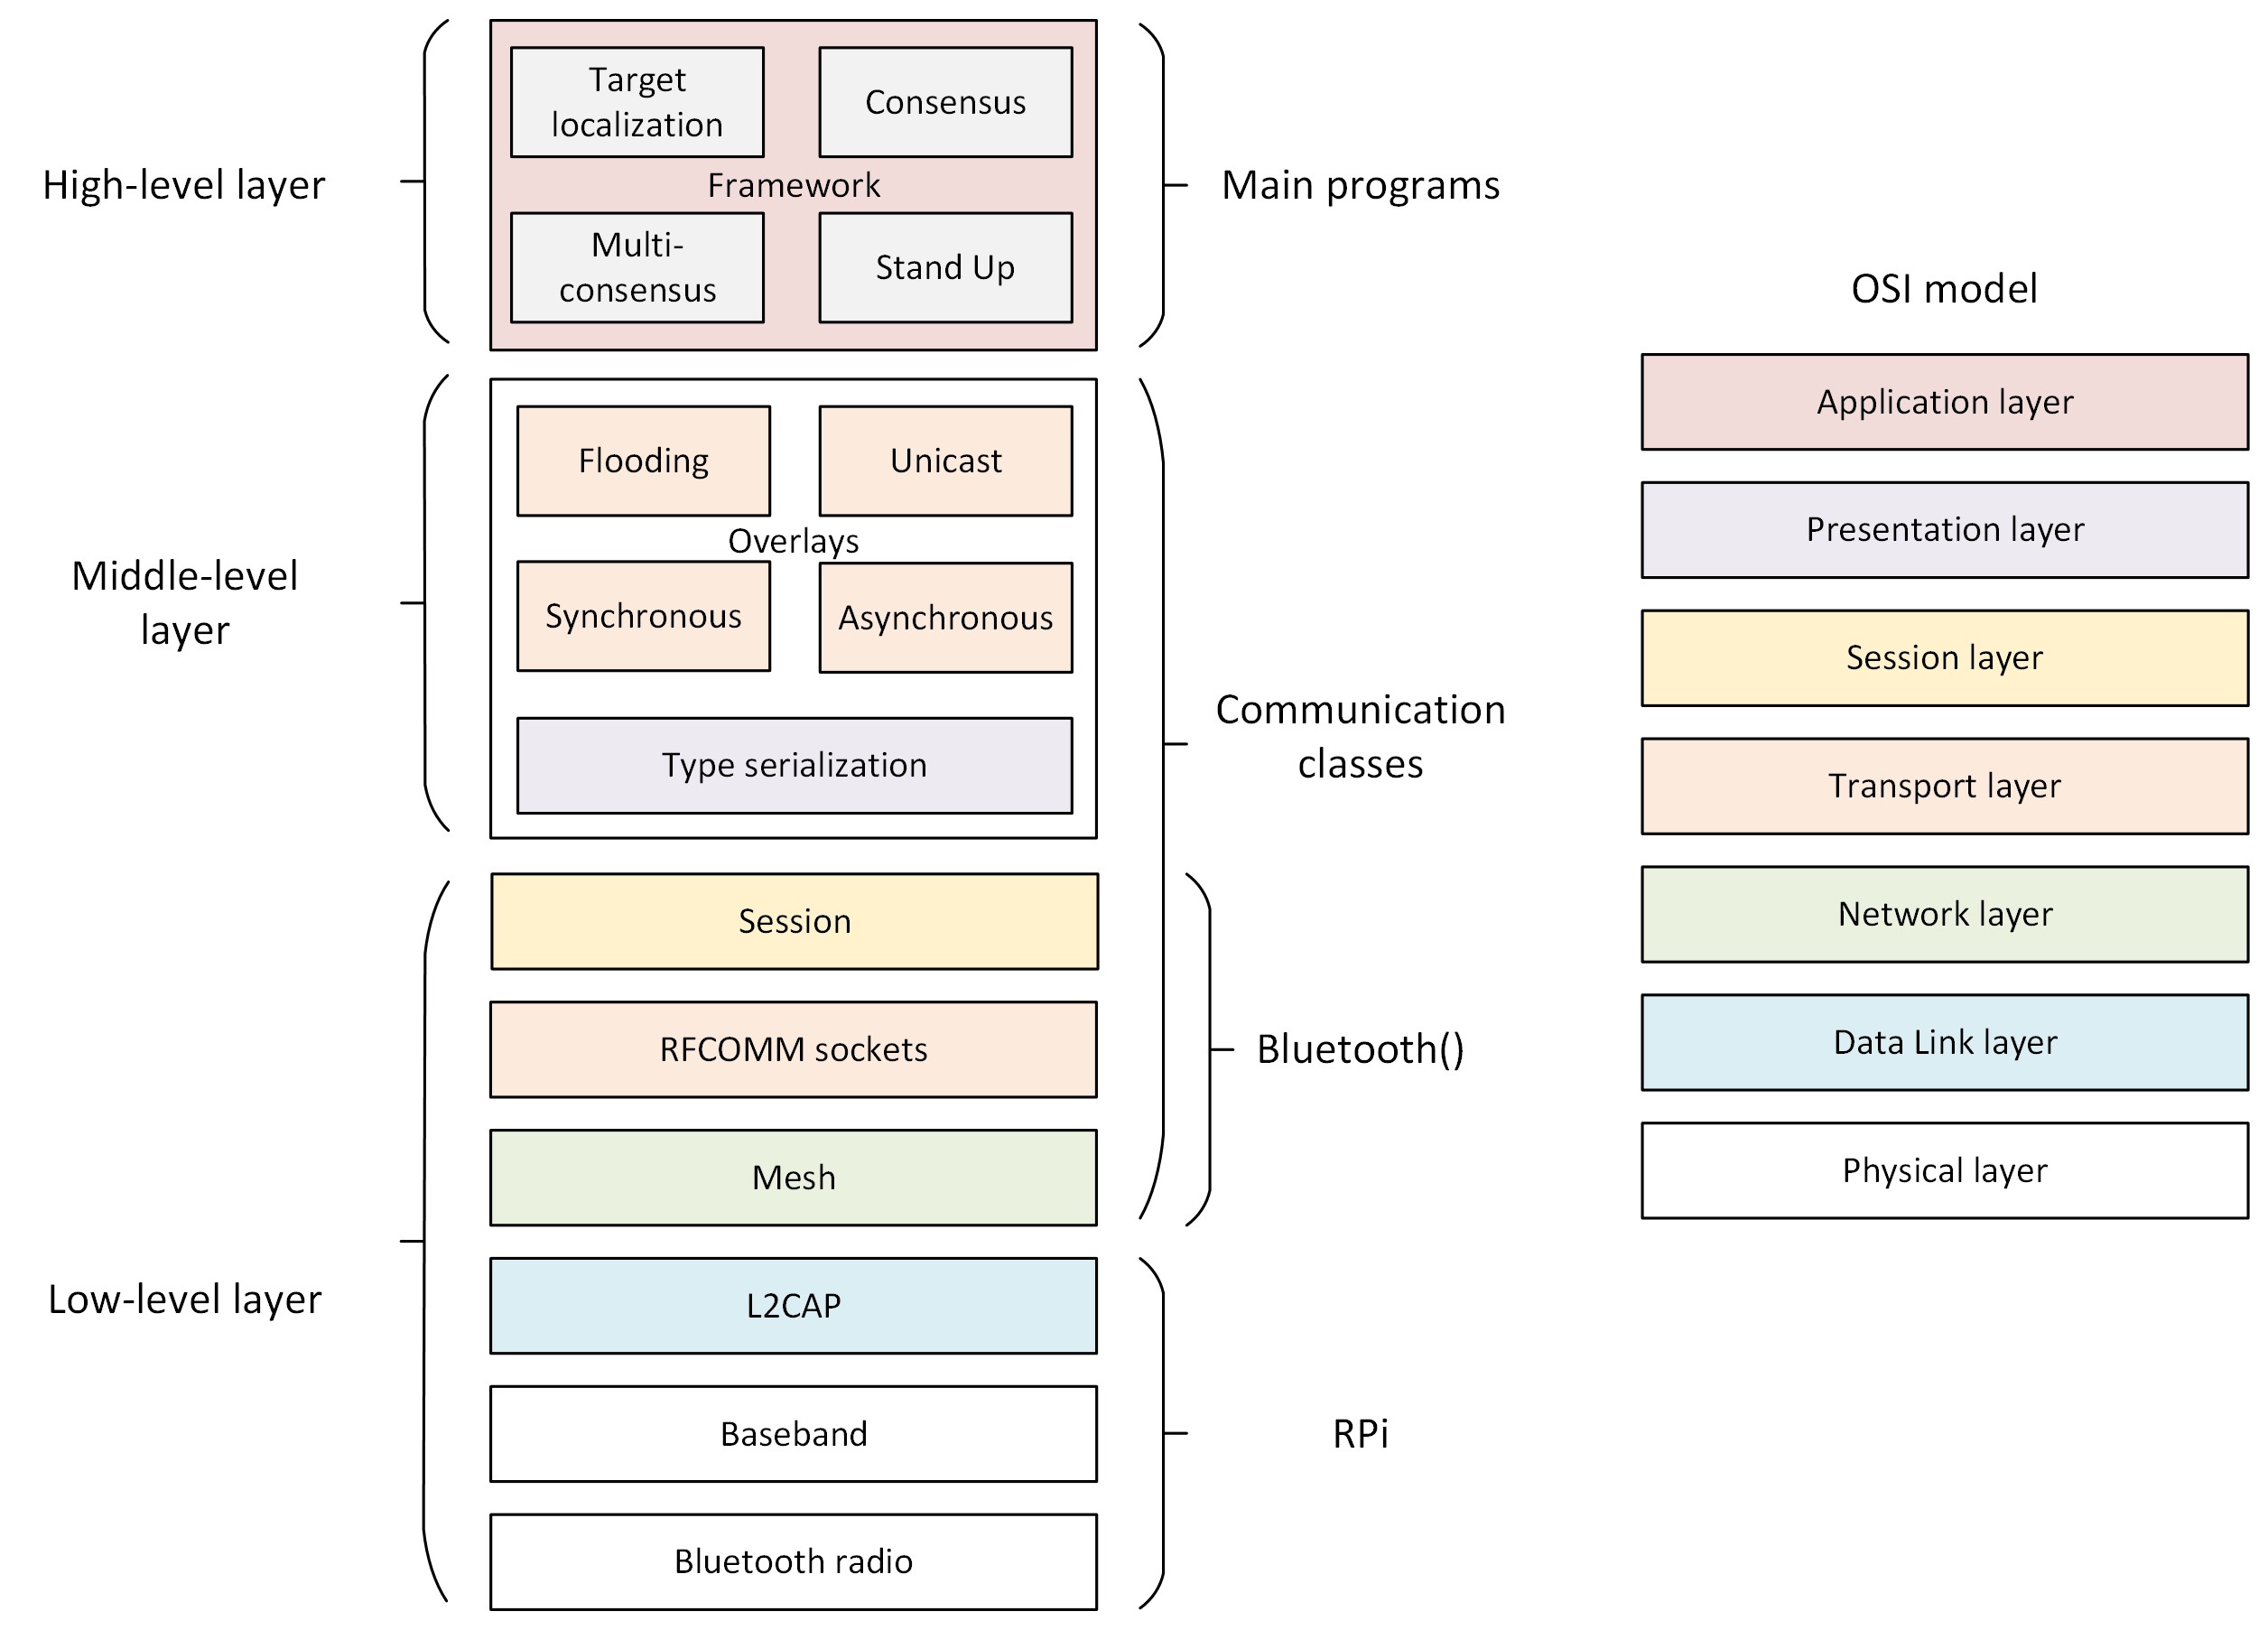 High-level layer
Target
localization
Consensus
Framework
Multi-
consensus
Stand Up
Main programs
Middle-level
layer
Flooding
Unicast
Overlays
Synchronous
Asynchronous
Type serialization
Communication
classes
Low-level layer
Session
RFCOMM sockets
Mesh
L2CAP
Baseband
Bluetooth radio
Bluetooth()
RPi
OSI model
Application layer
Presentation layer
Session layer
Transport layer
Network layer
Data Link layer
Physical layer